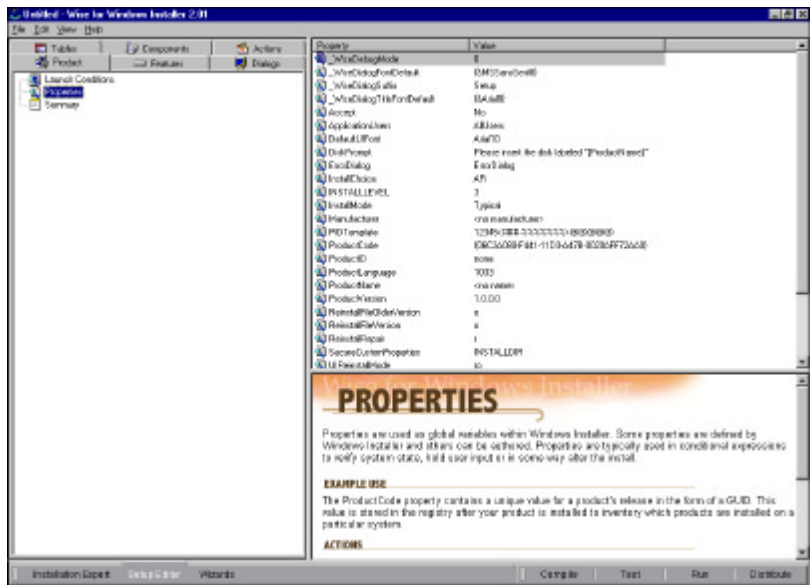 Untitled - Wise for Windows Installer 2.01
File Edit View Help
Tables Components Actions
Product Features Dialogs
Launch Conditions
Properties
Summary
Property Value
_WiseDebugMode 0
_WiseDialogFontDefault
_WiseDialogSuffix Setup
_WiseDialogTitleFontDefault
Accept No
ApplicationUsers AllUsers
DefaultUIFont
DiskPrompt Please insert the disk labeled "[ProductName]"
ErrorDialog ErrorDialog
InstallChoice AR
INSTALLLEVEL 3
InstallMode Typical
Manufacturer <no manufacturer>
PIDTemplate
ProductCode
ProductID none
ProductLanguage 1033
ProductName <no name>
ProductVersion 1.0.00
ReinstallFileOlderVersion o
ReinstallFileVersion
ReinstallRepair r
SecureCustomProperties INSTALLDIR
UIReinstallMode
Wise for Windows Installer
PROPERTIES
Properties are used as global variables within Windows Installer. Some properties are defined by
Windows Installer and others can be authored. Properties are typically used in conditional expressions
to verify system state, hold user input or in some way alter the install.
EXAMPLE USE
The ProductCode property contains a unique value for a product's release in the form of a GUID. This
value is stored in the registry after your product is installed to inventory which products are installed on a
particular system.
ACTIONS
Installation Expert Setup Editor Wizards Compile Test Run Distribute